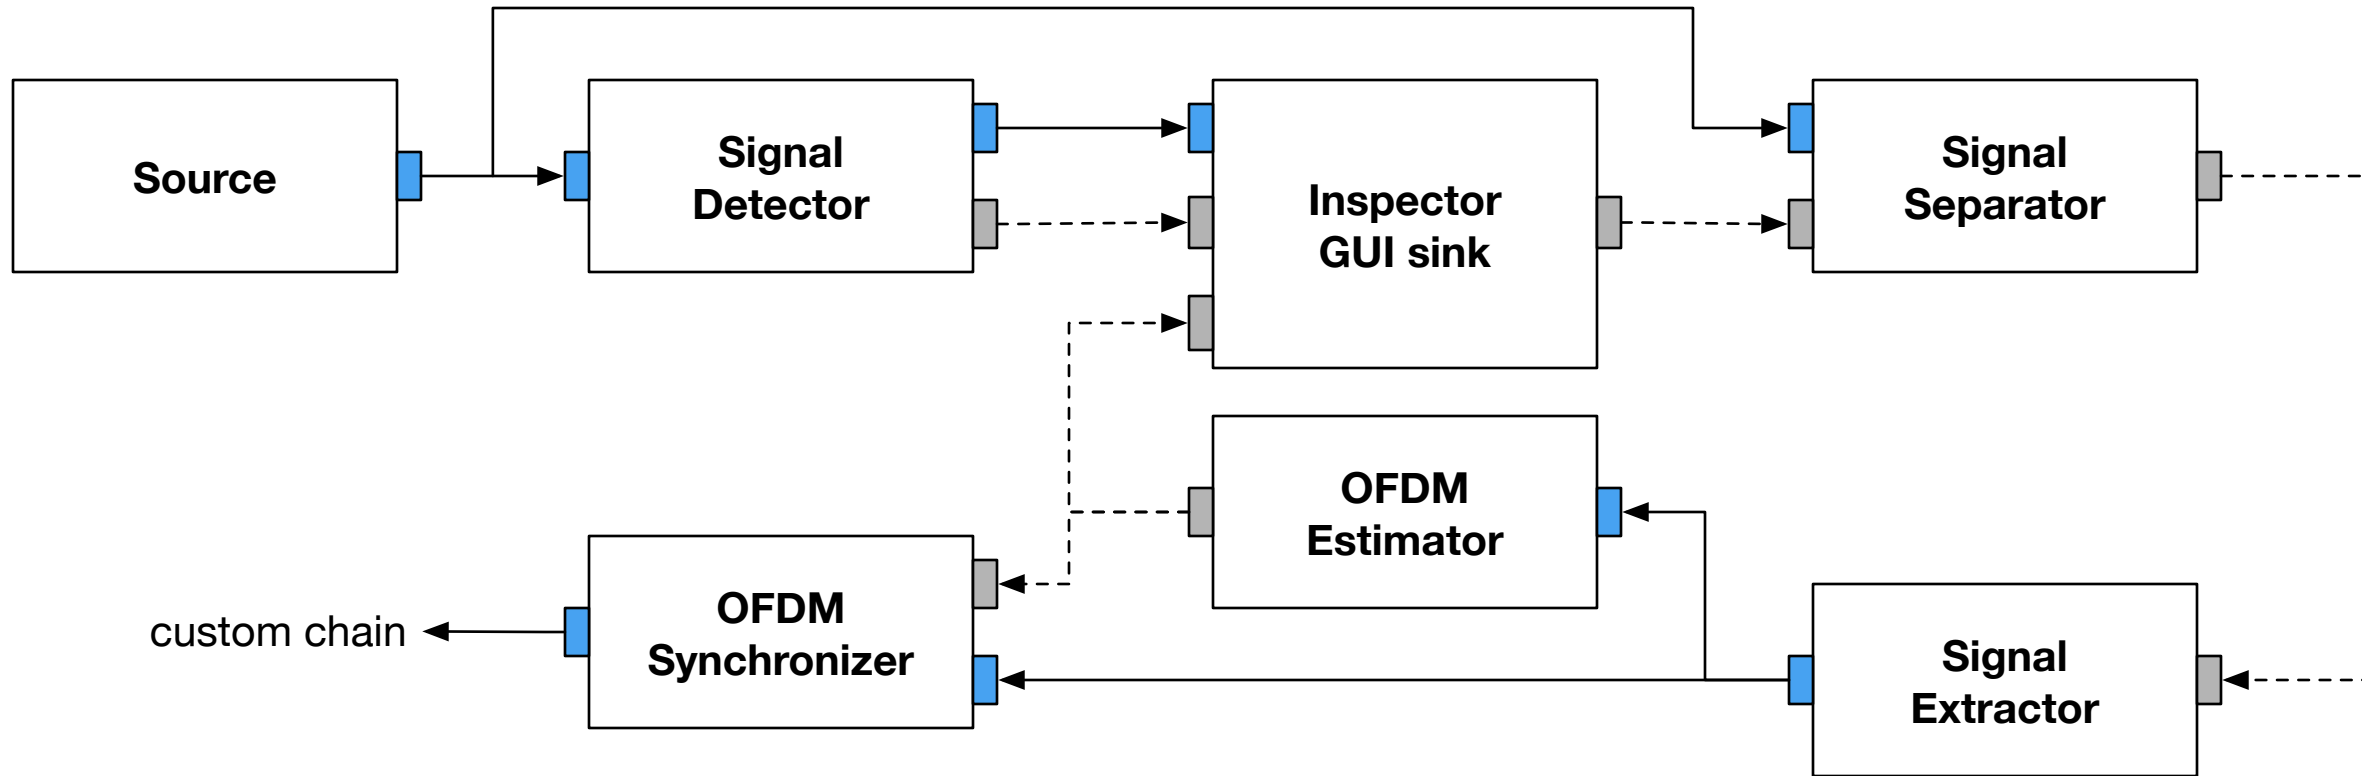 Source
Signal
Detector
Inspector
GUI sink
Signal
Separator
OFDM
Estimator
OFDM
Synchronizer
custom chain
Signal
Extractor